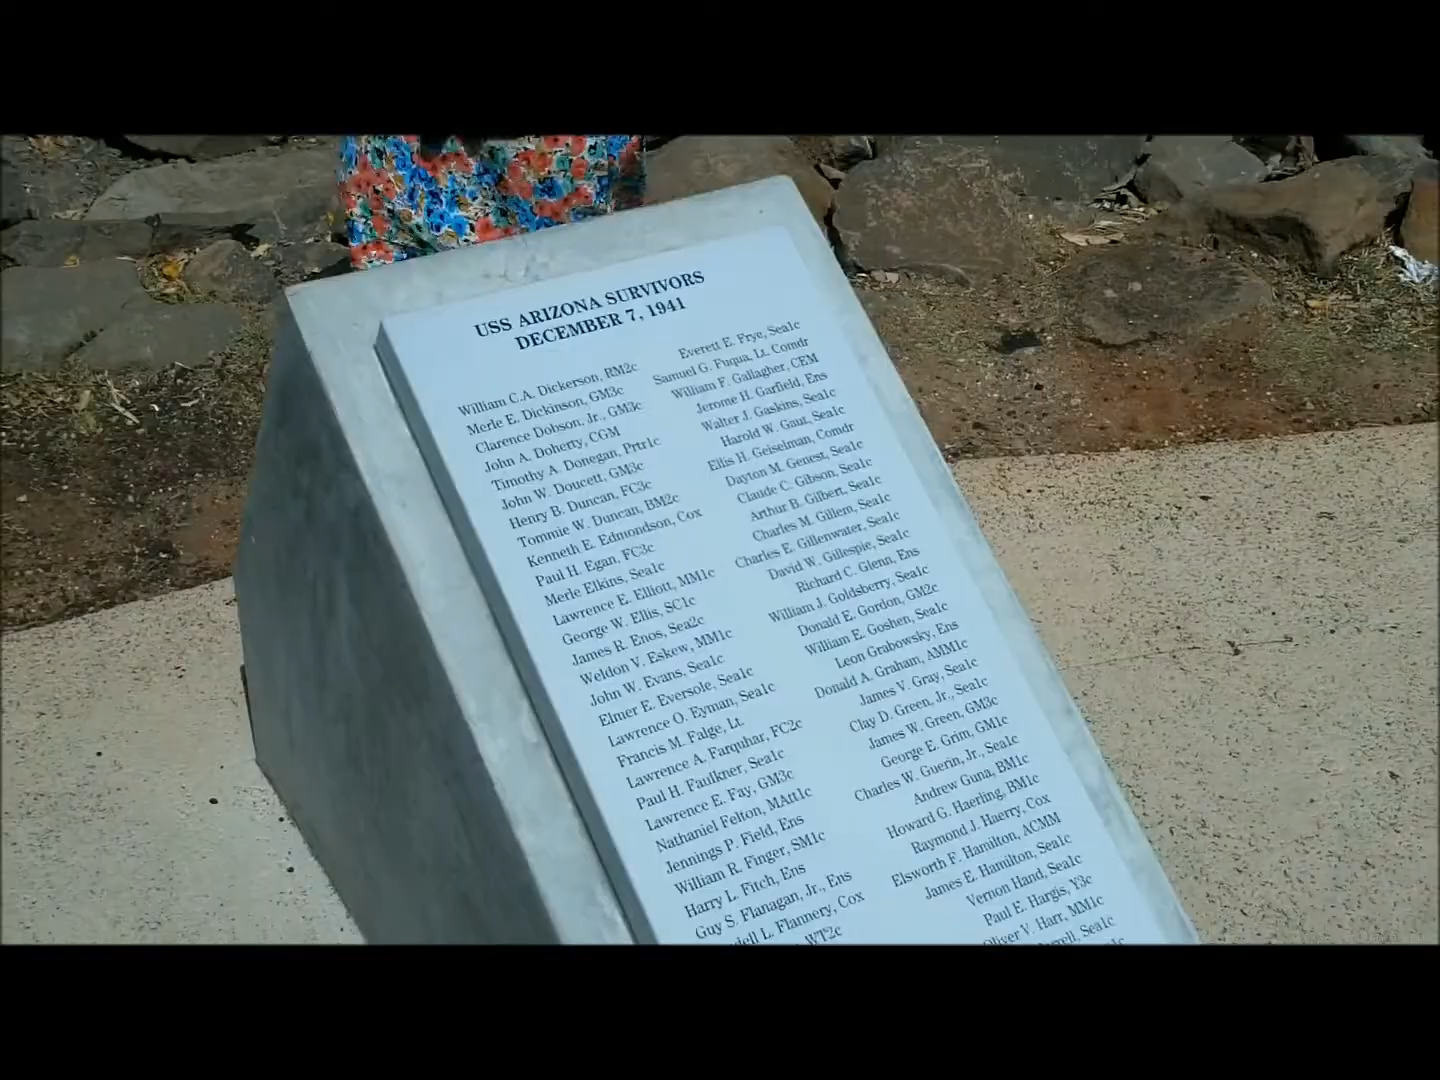 USS ARIZONA SURVIVORS
DECEMBER 7, 1941
William C.A. Dickerson, RM2c
Merle E. Dickinson, GM3c
Clarence Dobson, Jr., GM3c
John A. Doherty, CGM
Timothy A. Donegan, Prtr1c
John W. Doucett, GM3c
Henry B. Duncan, FC3c
Tommie W. Duncan, BM2c
Kenneth E. Edmondson, Cox
Paul H. Egan, FC3c
Merle Elkins, Sea1c
Lawrence E. Elliott, MM1c
George W. Ellis, SC1c
James R. Enos, Sea2c
Weldon V. Eskew, MM1c
John W. Evans, Sea1c
Elmer E. Eversole, Sea1c
Lawrence O. Eyman, Sea1c
Francis M. Falge, Lt.
Lawrence A. Farquhar, FC2c
Paul H. Faulkner, Sea1c
Lawrence E. Fay, GM3c
Nathaniel Felton, MAtt1c
Jennings P. Field, Ens
William R. Finger, SM1c
Harry L. Fitch, Ens
Guy S. Flanagan, Jr., Ens
L. Flannery, Cox
WT2c
Everett E. Frye, Sea1c
Samuel G. Fuqua, Lt. Comdr
William F. Gallagher, CEM
Jerome H. Garfield, Ens
Walter J. Gaskins, Sea1c
Harold W. Gaut, Sea1c
Ellis H. Geiselman, Comdr
Dayton M. Genest, Sea1c
Claude C. Gibson, Sea1c
Arthur B. Gilbert, Sea1c
Charles M. Gillem, Sea1c
Charles E. Gillenwater, Sea1c
David W. Gillespie, Sea1c
Richard C. Glenn, Ens
William J. Goldsberry, Sea1c
Donald E. Gordon, GM2c
William E. Goshen, Sea1c
Leon Grabowsky, Ens
Donald A. Graham, AMM1c
James V. Gray, Sea1c
Clay D. Green, Jr., Sea1c
James W. Green, GM3c
George E. Grim, GM1c
Charles W. Guerin, Jr., Sea1c
Andrew Guna, BM1c
Howard G. Haerling, BM1c
Raymond J. Haerry, Cox
Elsworth F. Hamilton, ACMM
James E. Hamilton, Sea1c
Vernon Hand, Sea1c
Paul E. Hargis, Y3c
Oliver V. Harr, MM1c
Sea1c